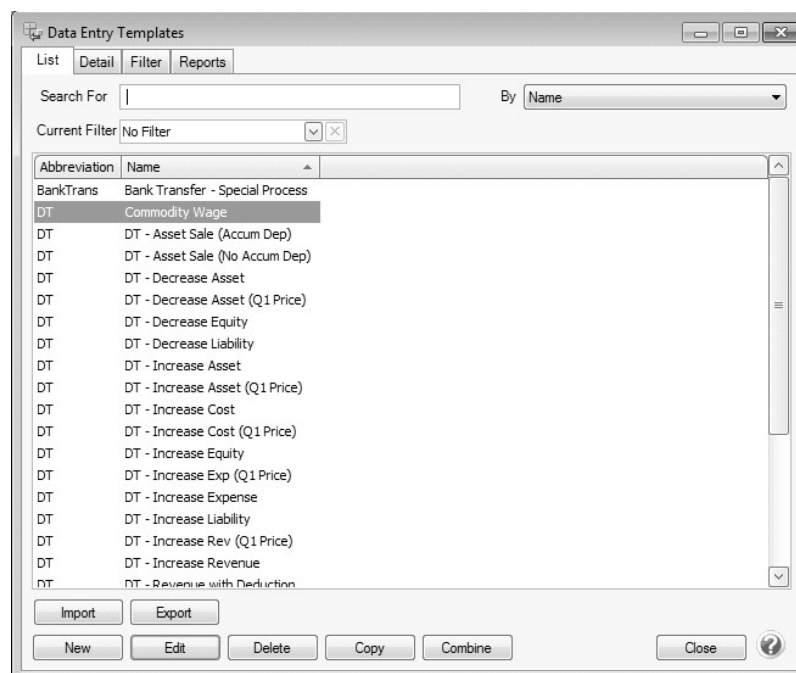 Data Entry Templates
List Detail Filter Reports
Search For By Name
Current Filter No Filter
Abbreviation Name
BankTrans Bank Transfer - Special Process
DT Commodity Wage
DT DT - Asset Sale (Accum Dep)
DT DT - Asset Sale (No Accum Dep)
DT DT - Decrease Asset
DT DT - Decrease Asset (Q1 Price)
DT DT - Decrease Equity
DT DT - Decrease Liability
DT DT - Increase Asset
DT DT - Increase Asset (Q1 Price)
DT DT - Increase Cost
DT DT - Increase Cost (Q1 Price)
DT DT - Increase Equity
DT DT - Increase Exp (Q1 Price)
DT DT - Increase Expense
DT DT - Increase Liability
DT DT - Increase Rev (Q1 Price)
DT DT - Increase Revenue
DT DT - Revenue with Deduction
Import Export
New Edit Delete Copy Combine Close ?